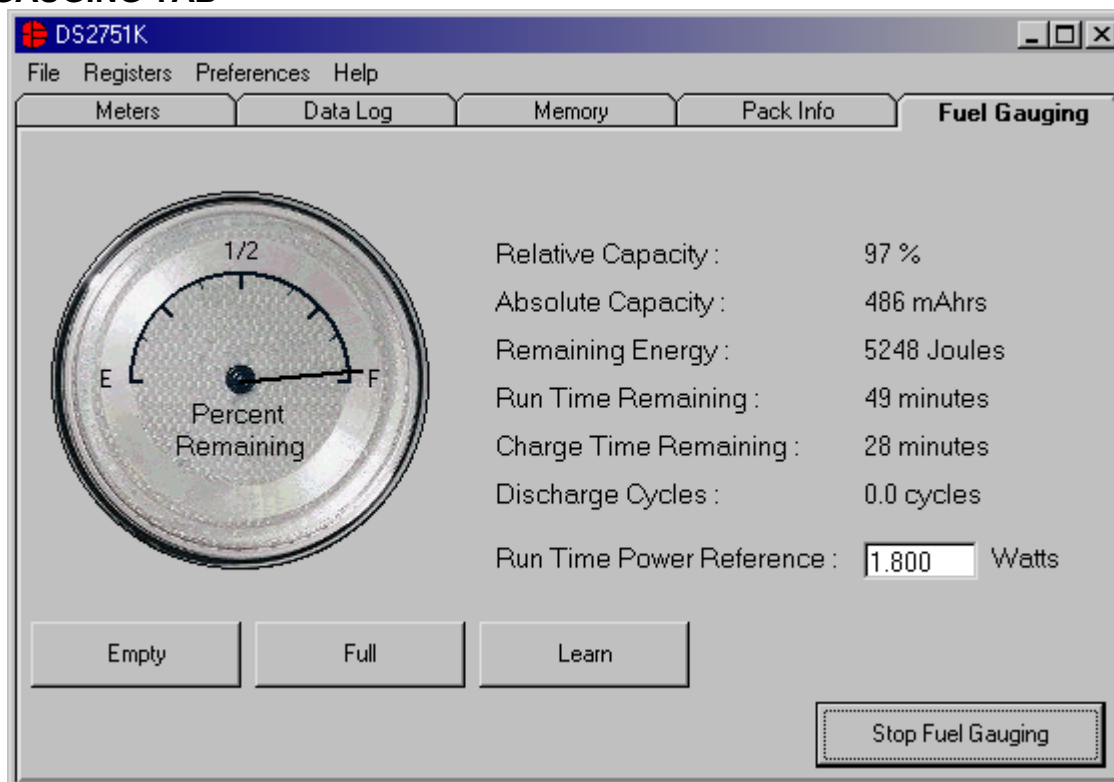 GAUGING TAB
DS2751K
File Registers Preferences Help
Meters Data Log Memory Pack Info Fuel Gauging
1/2
E F
Percent
Remaining
Relative Capacity : 97 %
Absolute Capacity : 486 mAhrs
Remaining Energy : 5248 Joules
Run Time Remaining : 49 minutes
Charge Time Remaining : 28 minutes
Discharge Cycles : 0.0 cycles
Run Time Power Reference : 1.800 Watts
Empty Full Learn
Stop Fuel Gauging